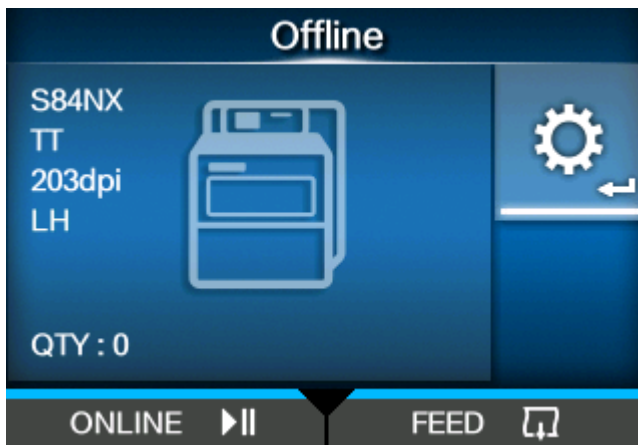 Offline
S84NX
TT
203dpi
LH
QTY : 0
ONLINE
FEED